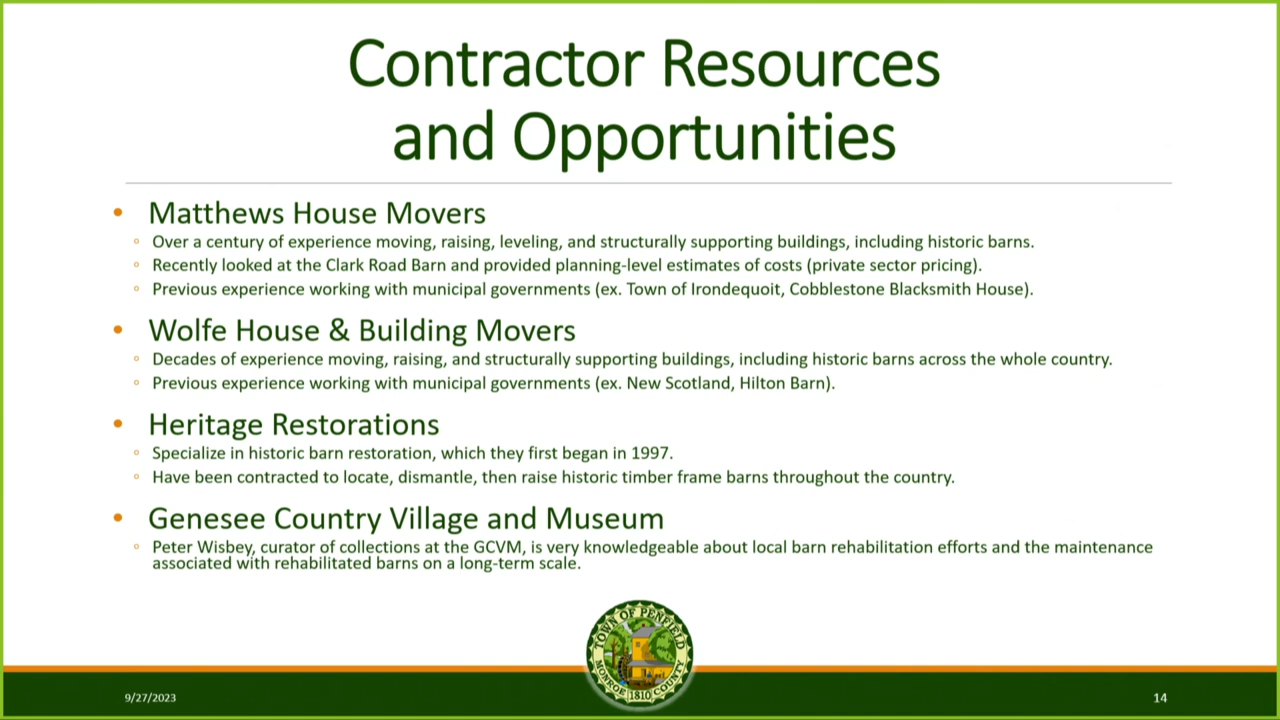 Contractor Resources
and Opportunities
• Matthews House Movers
◦ Over a century of experience moving, raising, leveling, and structurally supporting buildings, including historic barns.
◦ Recently looked at the Clark Road Barn and provided planning-level estimates of costs (private sector pricing).
◦ Previous experience working with municipal governments (ex. Town of Irondequoit, Cobblestone Blacksmith House).
• Wolfe House & Building Movers
◦ Decades of experience moving, raising, and structurally supporting buildings, including historic barns across the whole country.
◦ Previous experience working with municipal governments (ex. New Scotland, Hilton Barn).
• Heritage Restorations
◦ Specialize in historic barn restoration, which they first began in 1997.
◦ Have been contracted to locate, dismantle, then raise historic timber frame barns throughout the country.
• Genesee Country Village and Museum
◦ Peter Wisbey, curator of collections at the GCVM, is very knowledgeable about local barn rehabilitation efforts and the maintenance
associated with rehabilitated barns on a long-term scale.
TOWN OF PENFIELD
MONROE 1810 COUNTY
9/27/2023
14